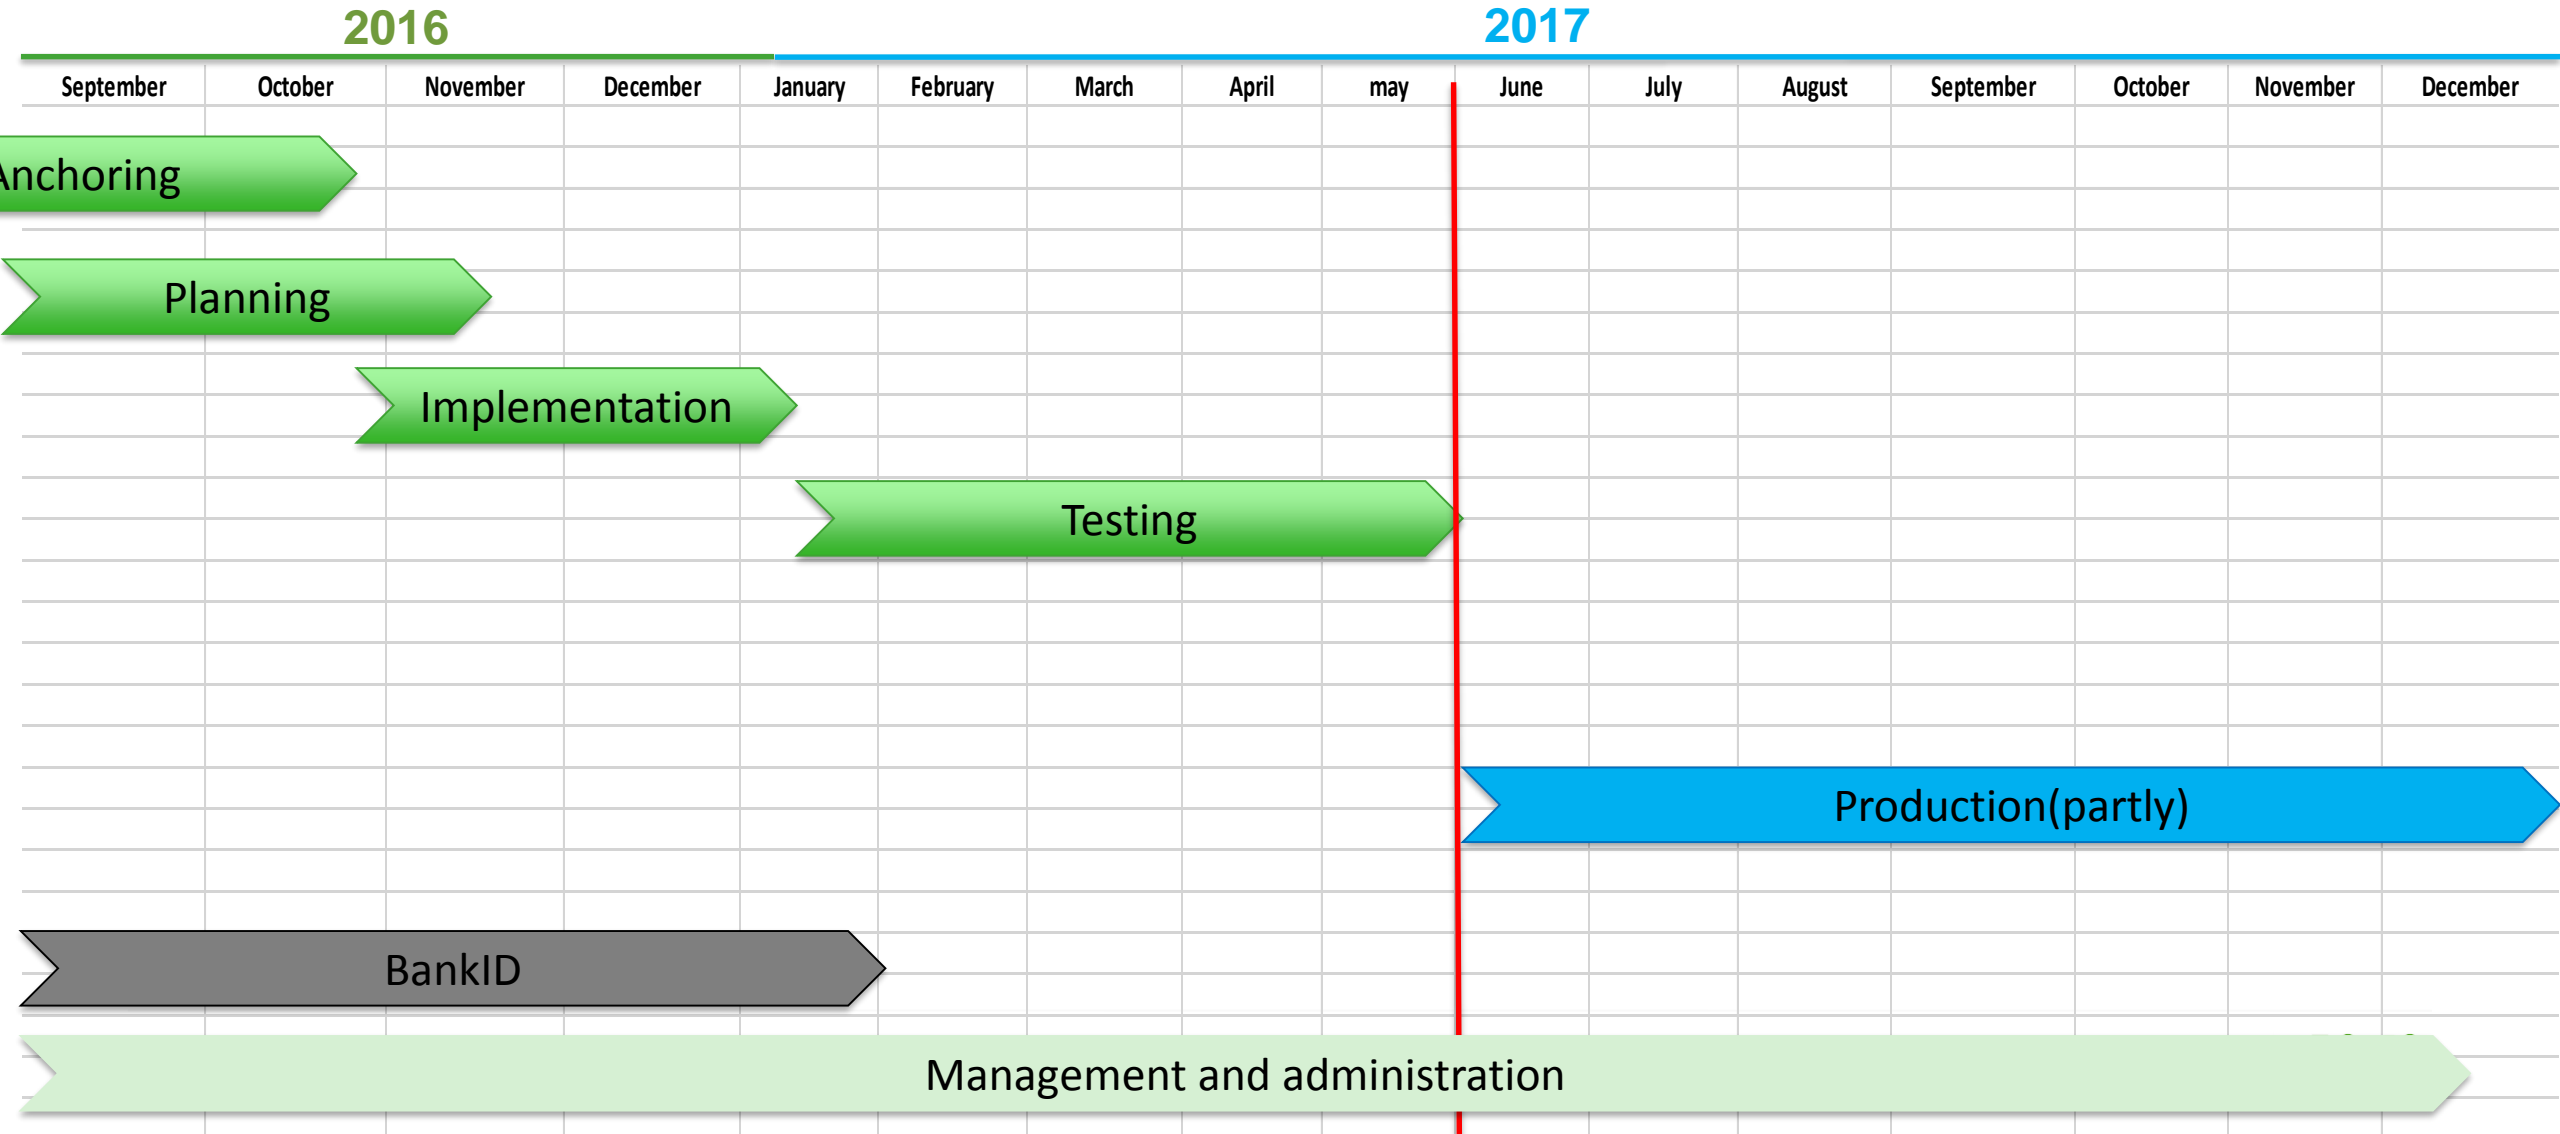 2016 2017
September October November December January February March April may June July August September October November December
Anchoring
Planning
Implementation
Testing
Production(partly)
BankID
Management and administration